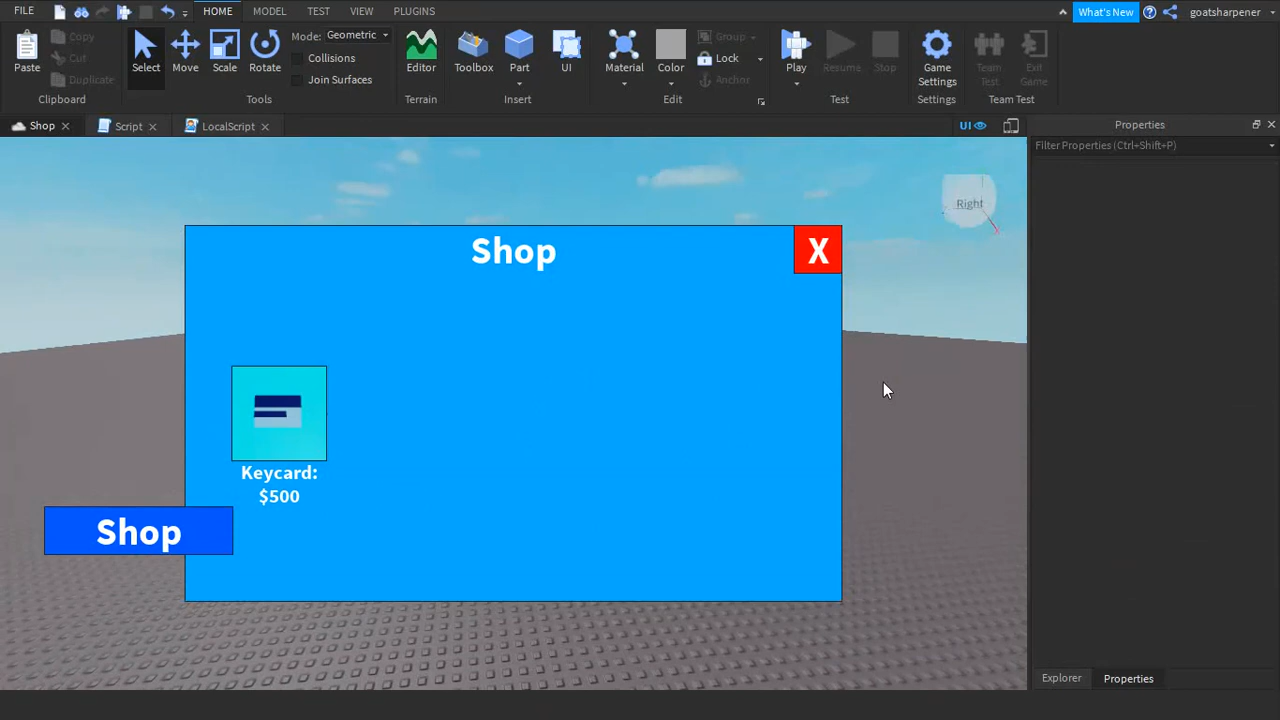 FILE HOME MODEL TEST VIEW PLUGINS What's New goatsharpener
Paste Copy Cut Duplicate Select Move Scale Rotate Mode: Geometric Collisions Join Surfaces Editor Toolbox Part UI Material Color Group Lock Anchor Play Resume Stop Game Settings Team Test Exit Game
Clipboard Tools Terrain Insert Edit Test Settings Team Test
Shop Script LocalScript UI Properties
Filter Properties (Ctrl+Shift+P)
Right
Shop X
Keycard:
$500
Shop
Explorer Properties